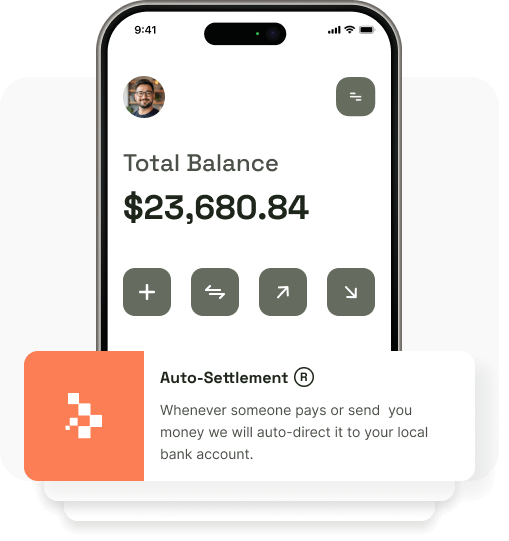 9:41
Total Balance
$23,680.84
Auto-Settlement ®
Whenever someone pays or send  you
money we will auto-direct it to your local
bank account.